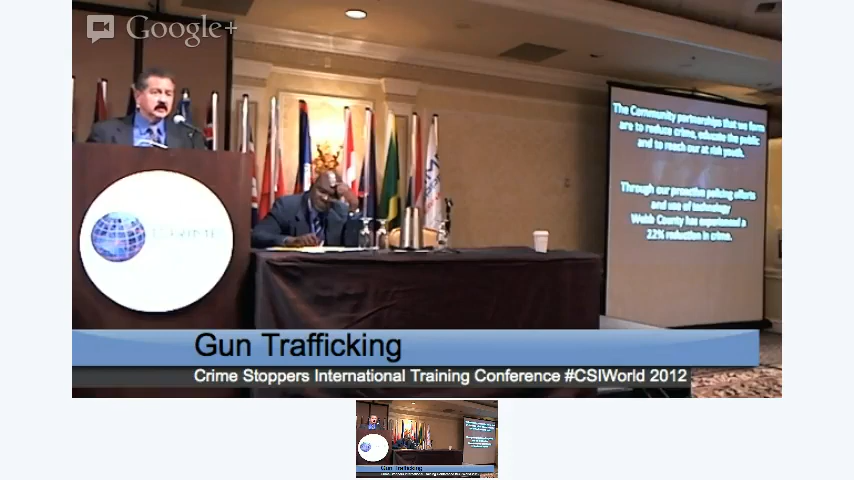 Google+
The Community partnerships that we form
are to reduce crime, educate the public
and to reach our at risk youth.
Through our proactive policing efforts
and use of technology
Webb County has experienced a
22% reduction in crime.
Gun Trafficking
Crime Stoppers International Training Conference #CSIWorld 2012